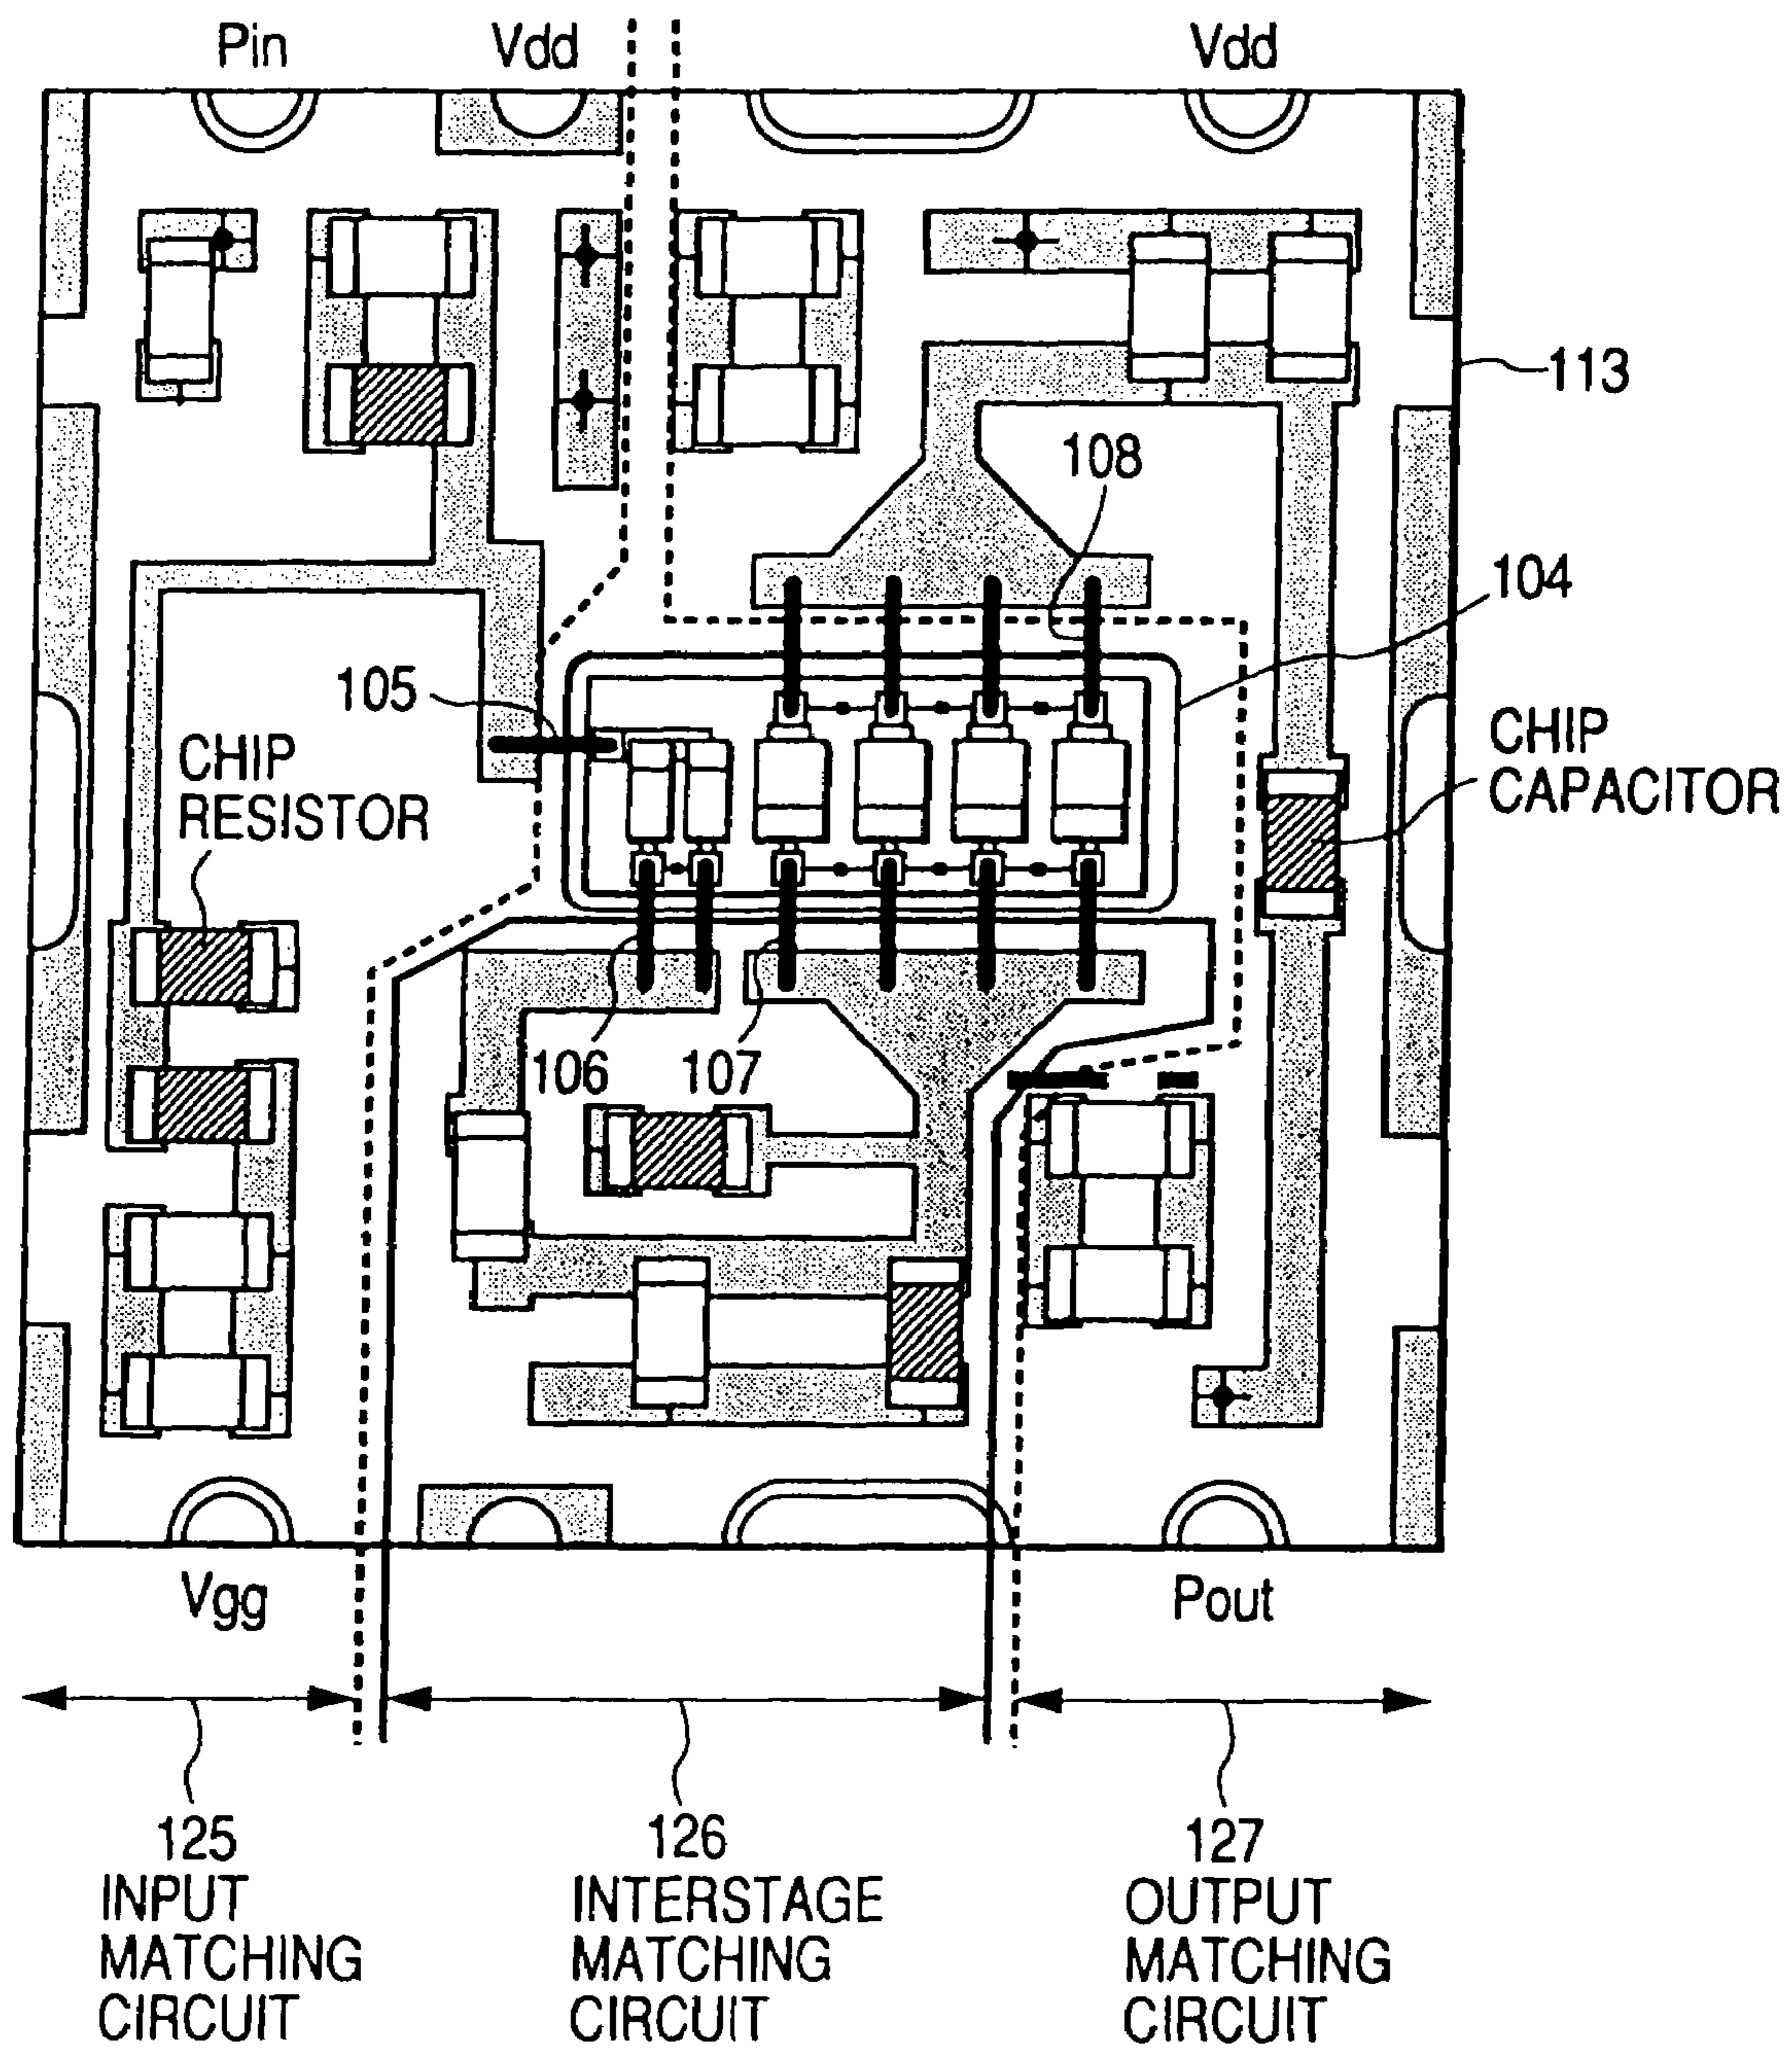 Pin
Vdd
Vdd
113
108
104
105
CHIP
RESISTOR
CHIP
CAPACITOR
106
107
Vgg
Pout
125
INPUT
MATCHING
CIRCUIT
126
INTERSTAGE
MATCHING
CIRCUIT
127
OUTPUT
MATCHING
CIRCUIT